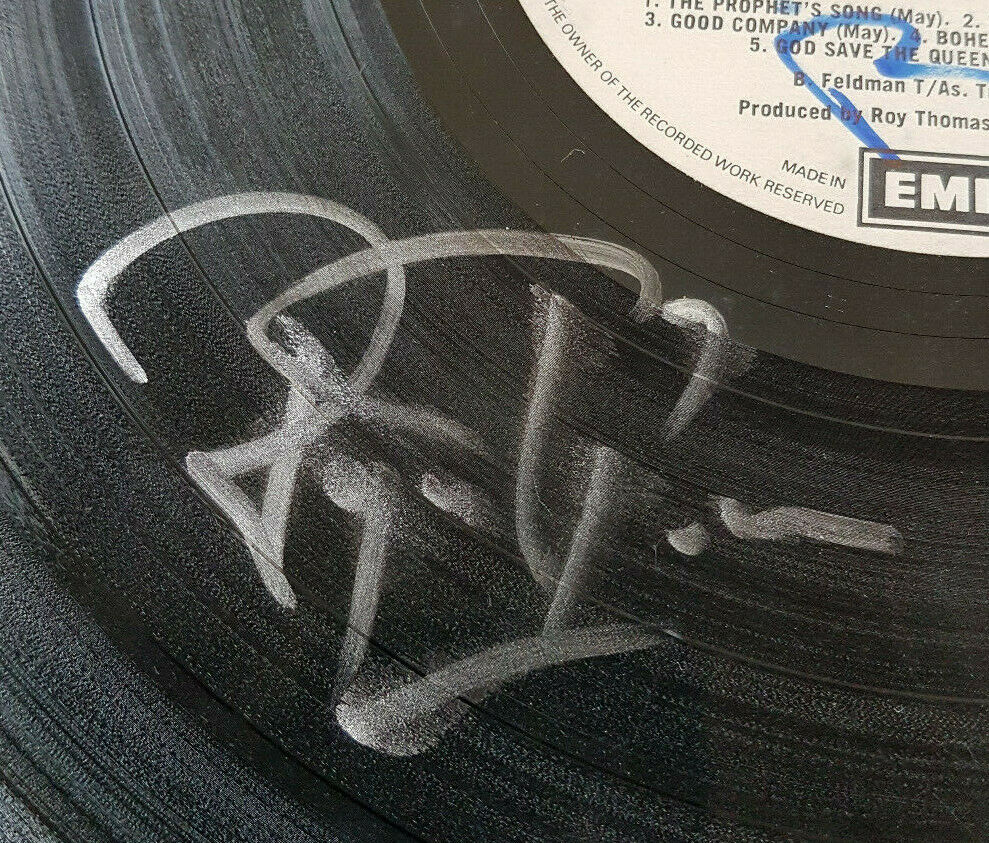 1. THE PROPHET'S SONG (May). 2.
3. GOOD COMPANY (May). 4. BOHE
5. GOD SAVE THE QUEEN
B. Feldman T/As. T
Produced by Roy Thomas
MADE IN
EMI
THE OWNER OF THE RECORDED WORK RESERVED